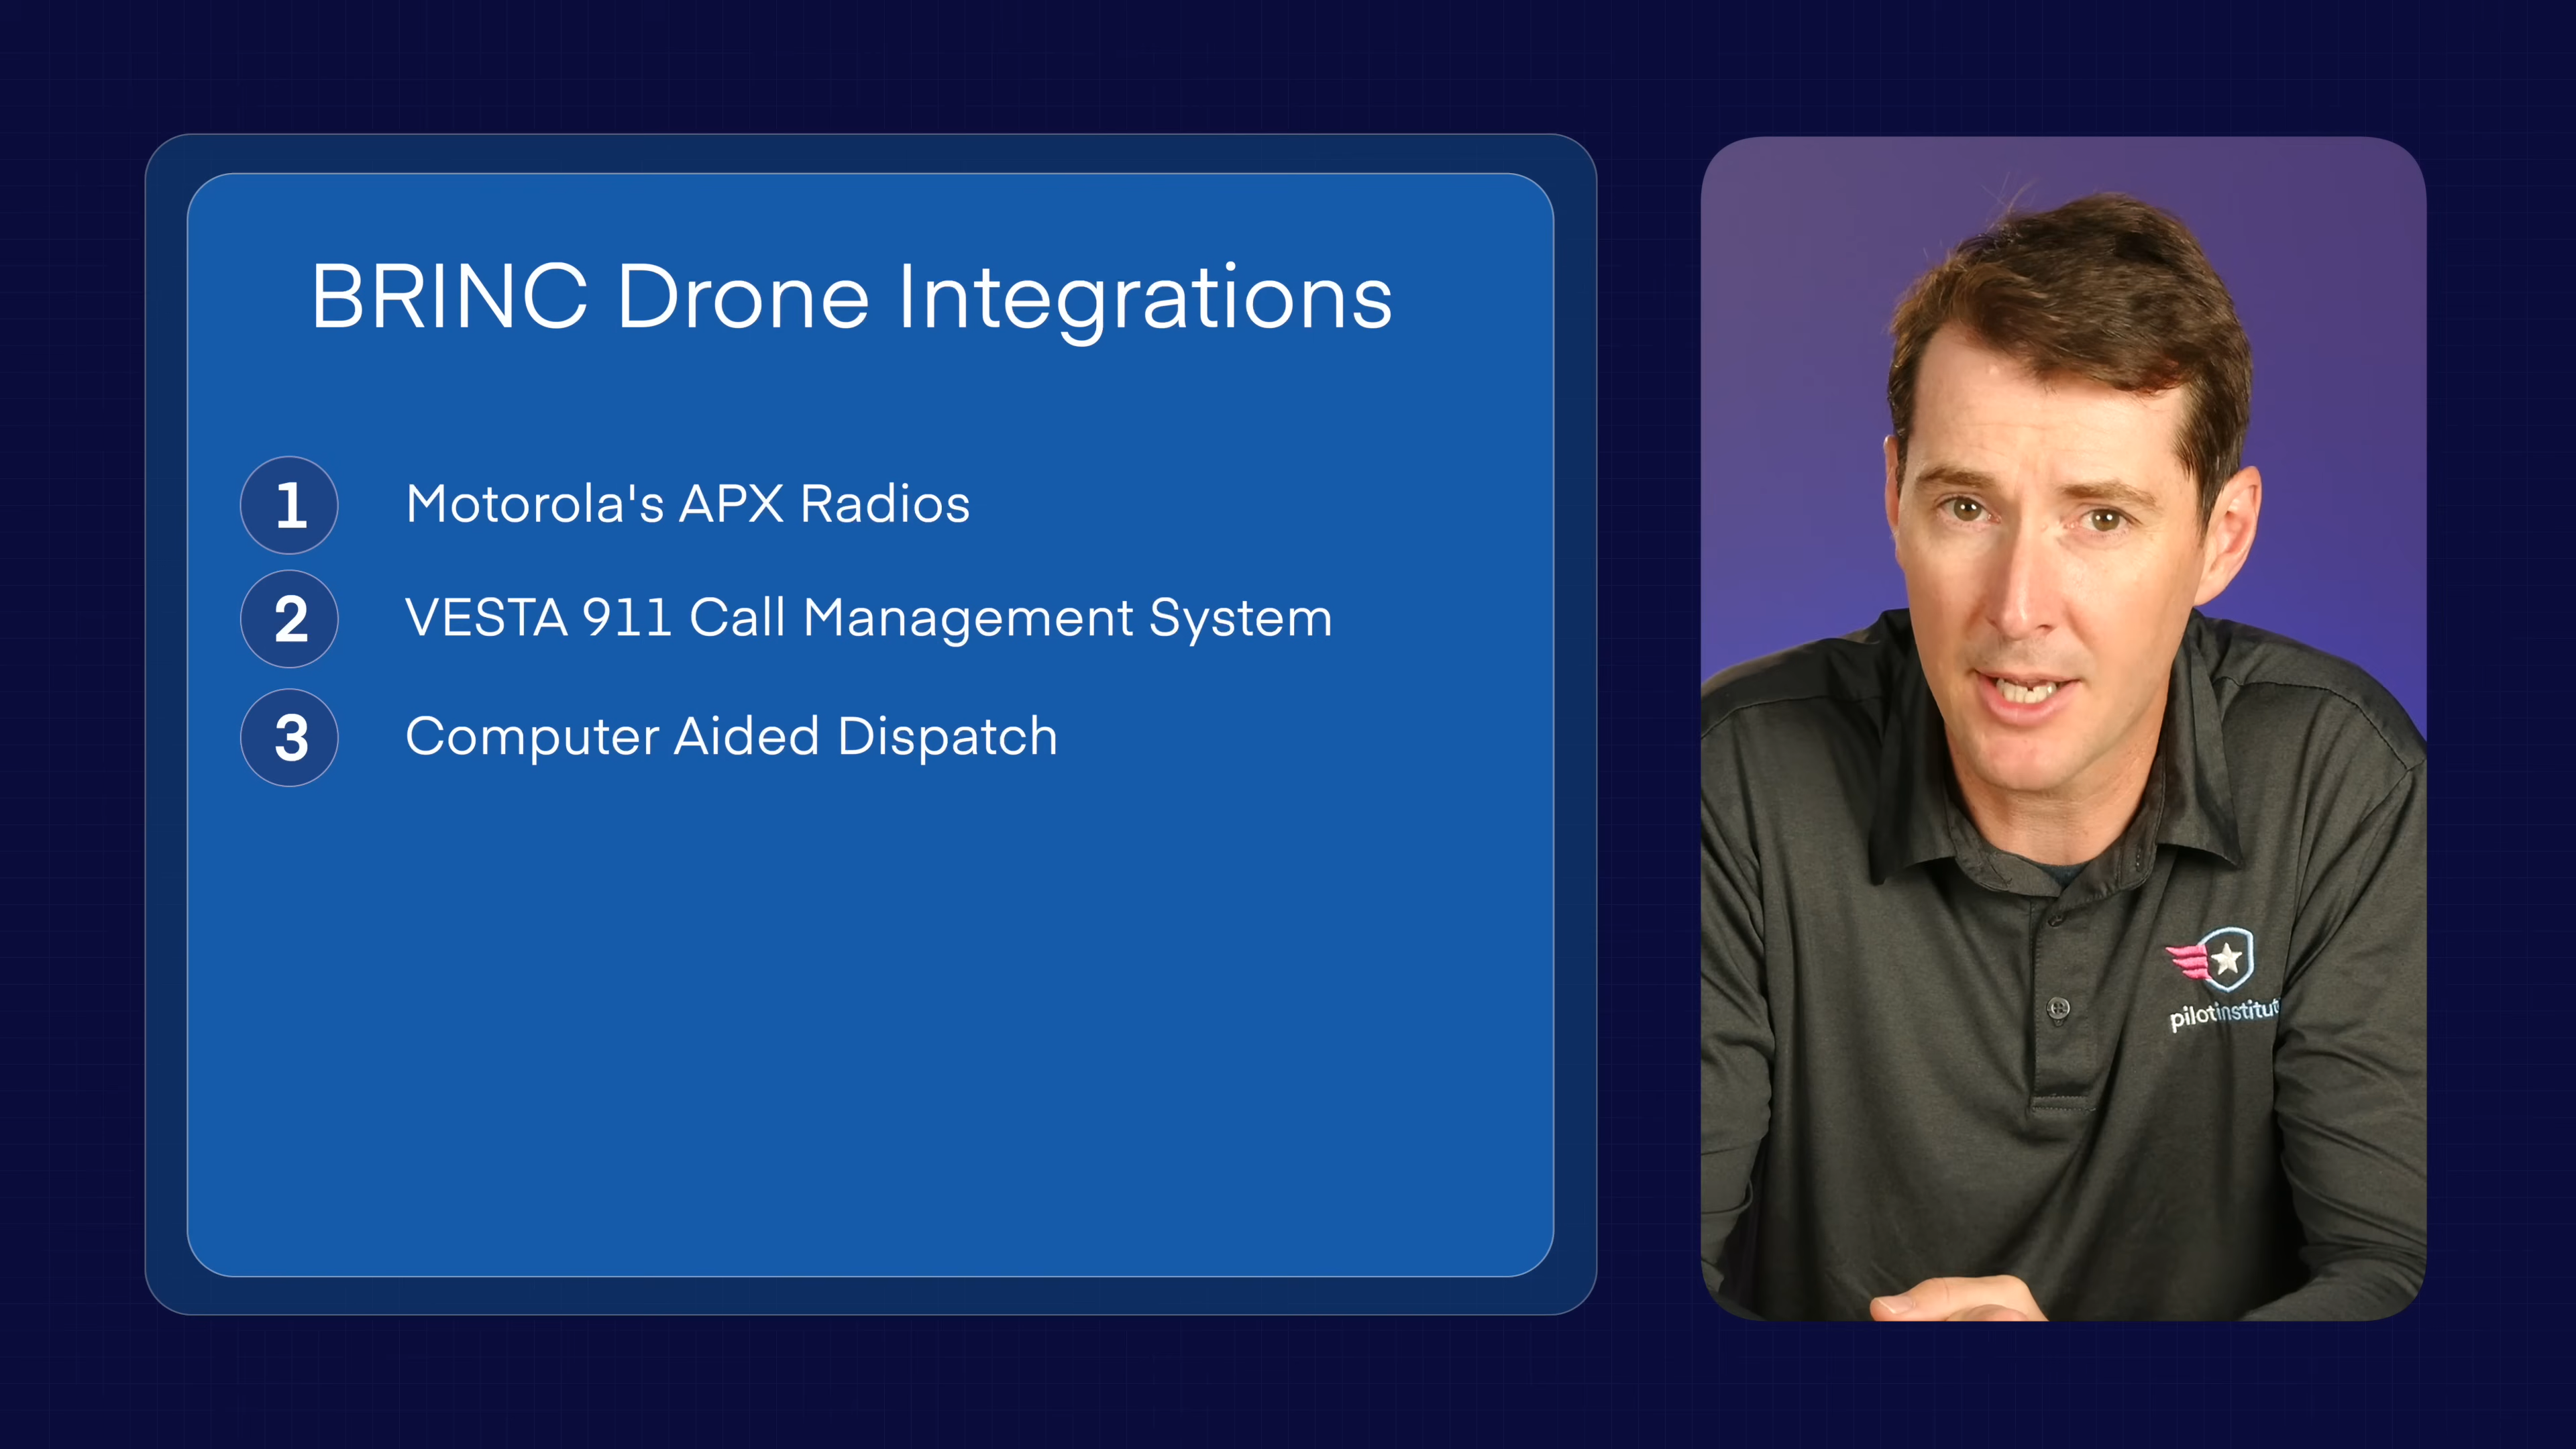 BRINC Drone Integrations
1 Motorola's APX Radios
2 VESTA 911 Call Management System
3 Computer Aided Dispatch
pilotinstitut